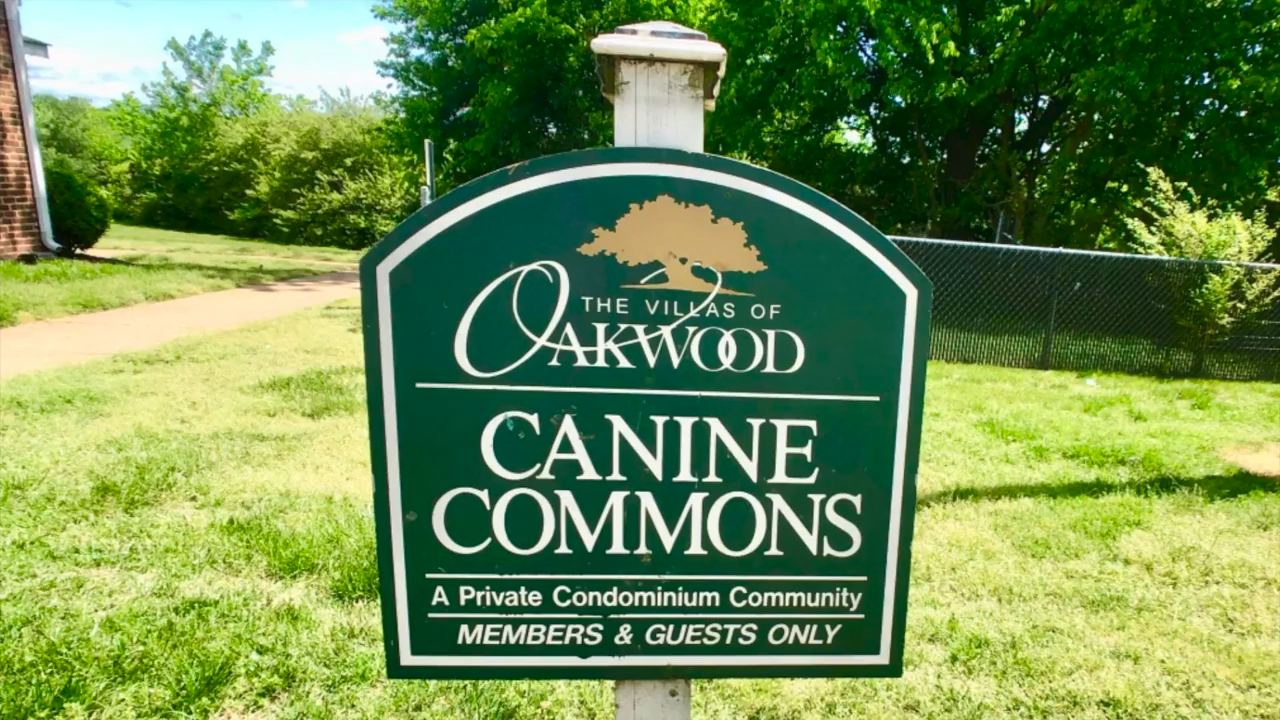 THE VILLAS OF
OAKWOOD
CANINE
COMMONS
A Private Condominium Community
MEMBERS & GUESTS ONLY